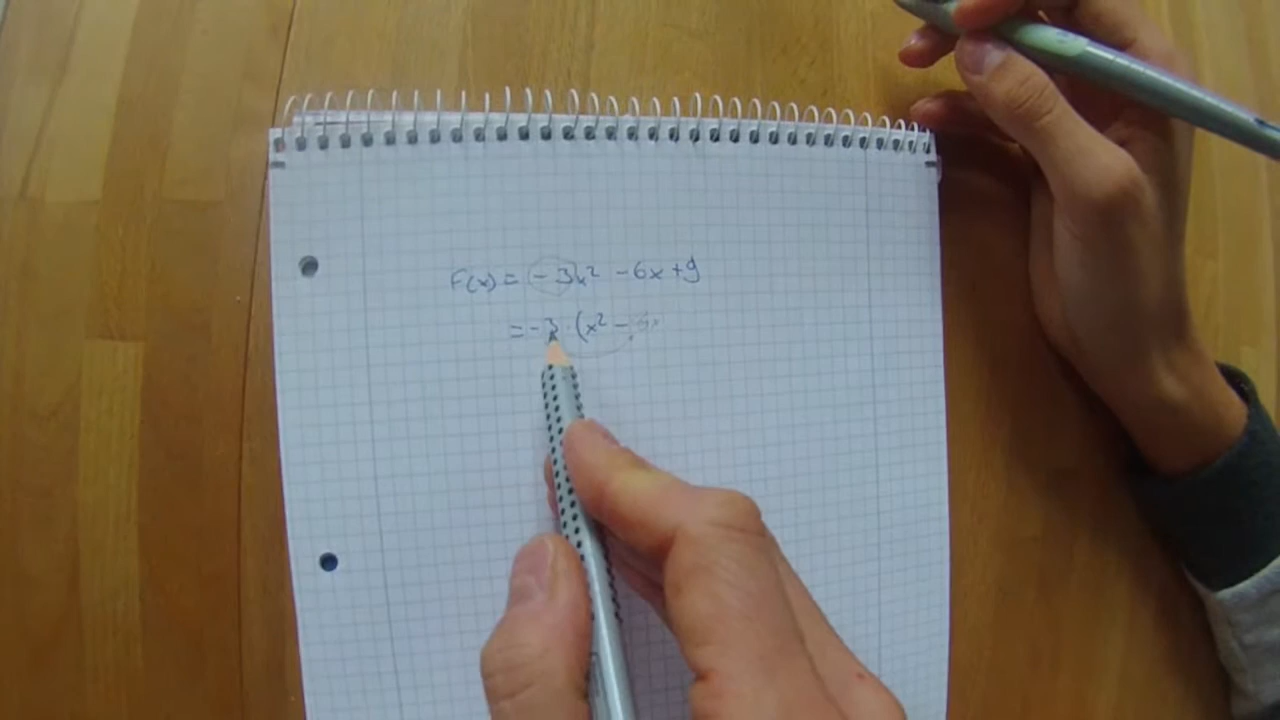 F(x) = -3x² -6x+9
= -3·(x² -